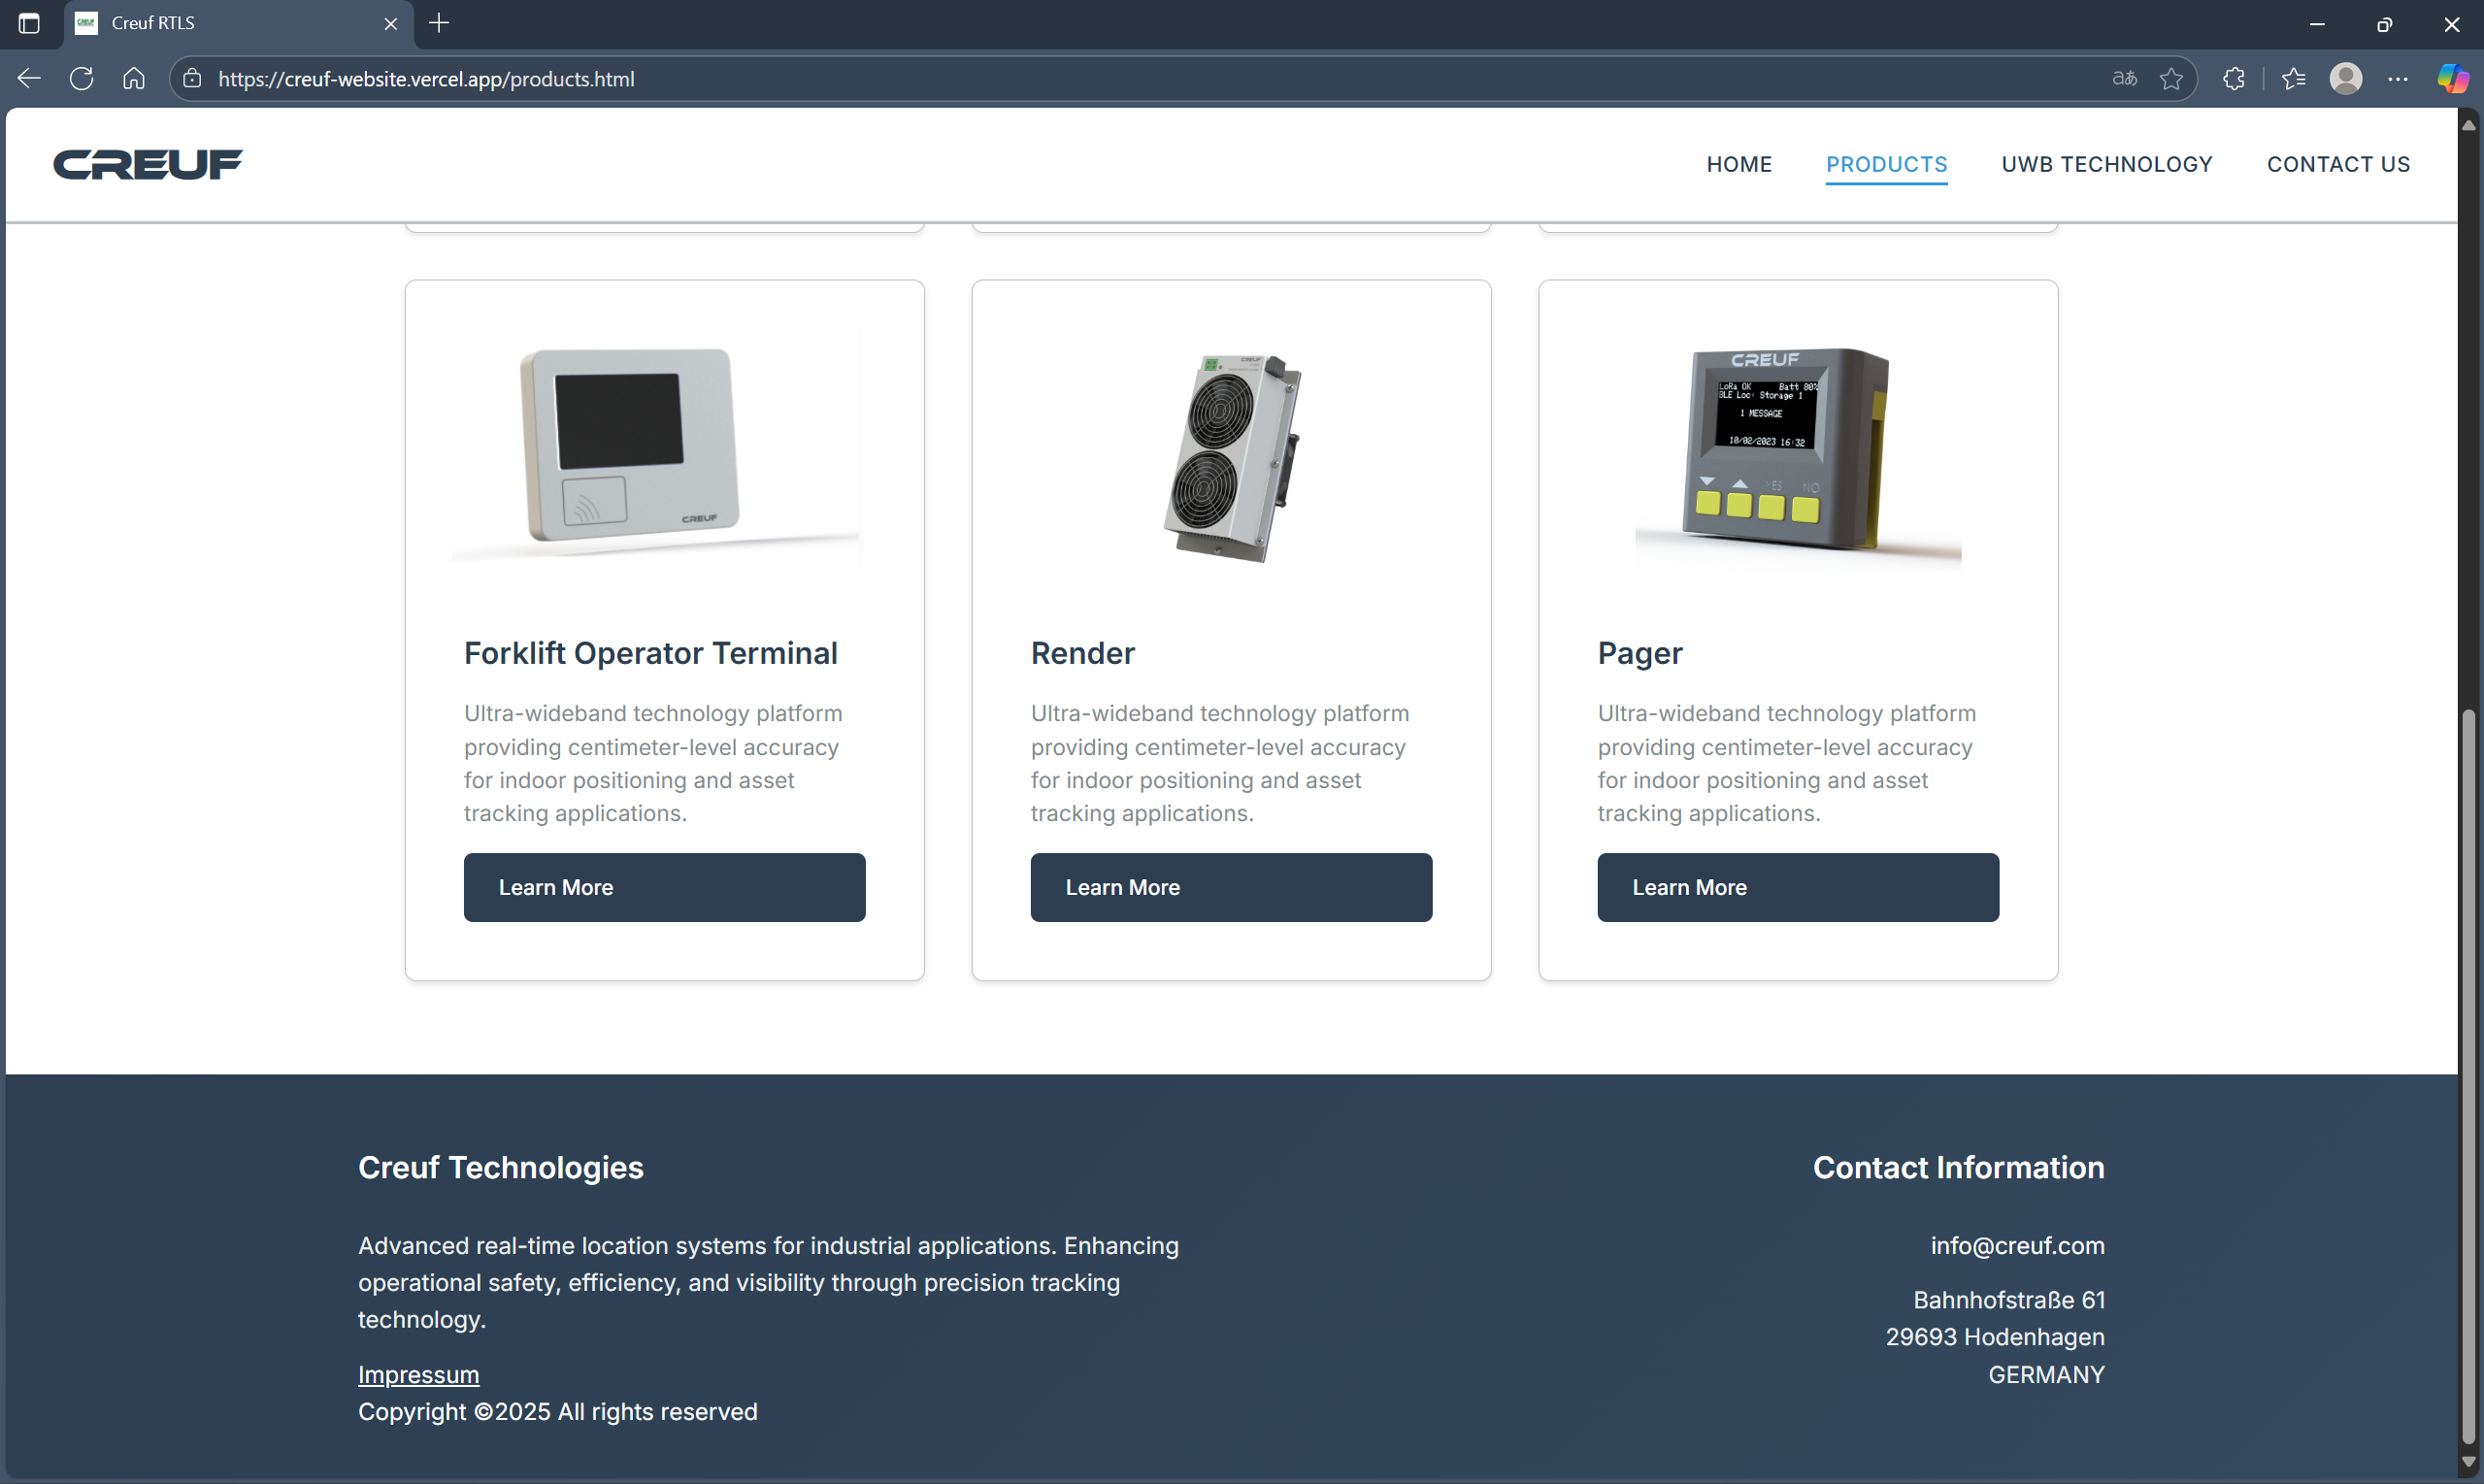 Creuf RTLS
https://creuf-website.vercel.app/products.html
CREUF
HOME
PRODUCTS
UWB TECHNOLOGY
CONTACT US
CREUF
CREUF
CREUF
LoRa OK Batt 80%
BLE Loc: Storage 1
1 MESSAGE
10/02/2023 16:32
YES NO
Forklift Operator Terminal
Ultra-wideband technology platform
providing centimeter-level accuracy
for indoor positioning and asset
tracking applications.
Learn More
Render
Ultra-wideband technology platform
providing centimeter-level accuracy
for indoor positioning and asset
tracking applications.
Learn More
Pager
Ultra-wideband technology platform
providing centimeter-level accuracy
for indoor positioning and asset
tracking applications.
Learn More
Creuf Technologies
Advanced real-time location systems for industrial applications. Enhancing
operational safety, efficiency, and visibility through precision tracking
technology.
Impressum
Copyright ©2025 All rights reserved
Contact Information
info@creuf.com
Bahnhofstraße 61
29693 Hodenhagen
GERMANY